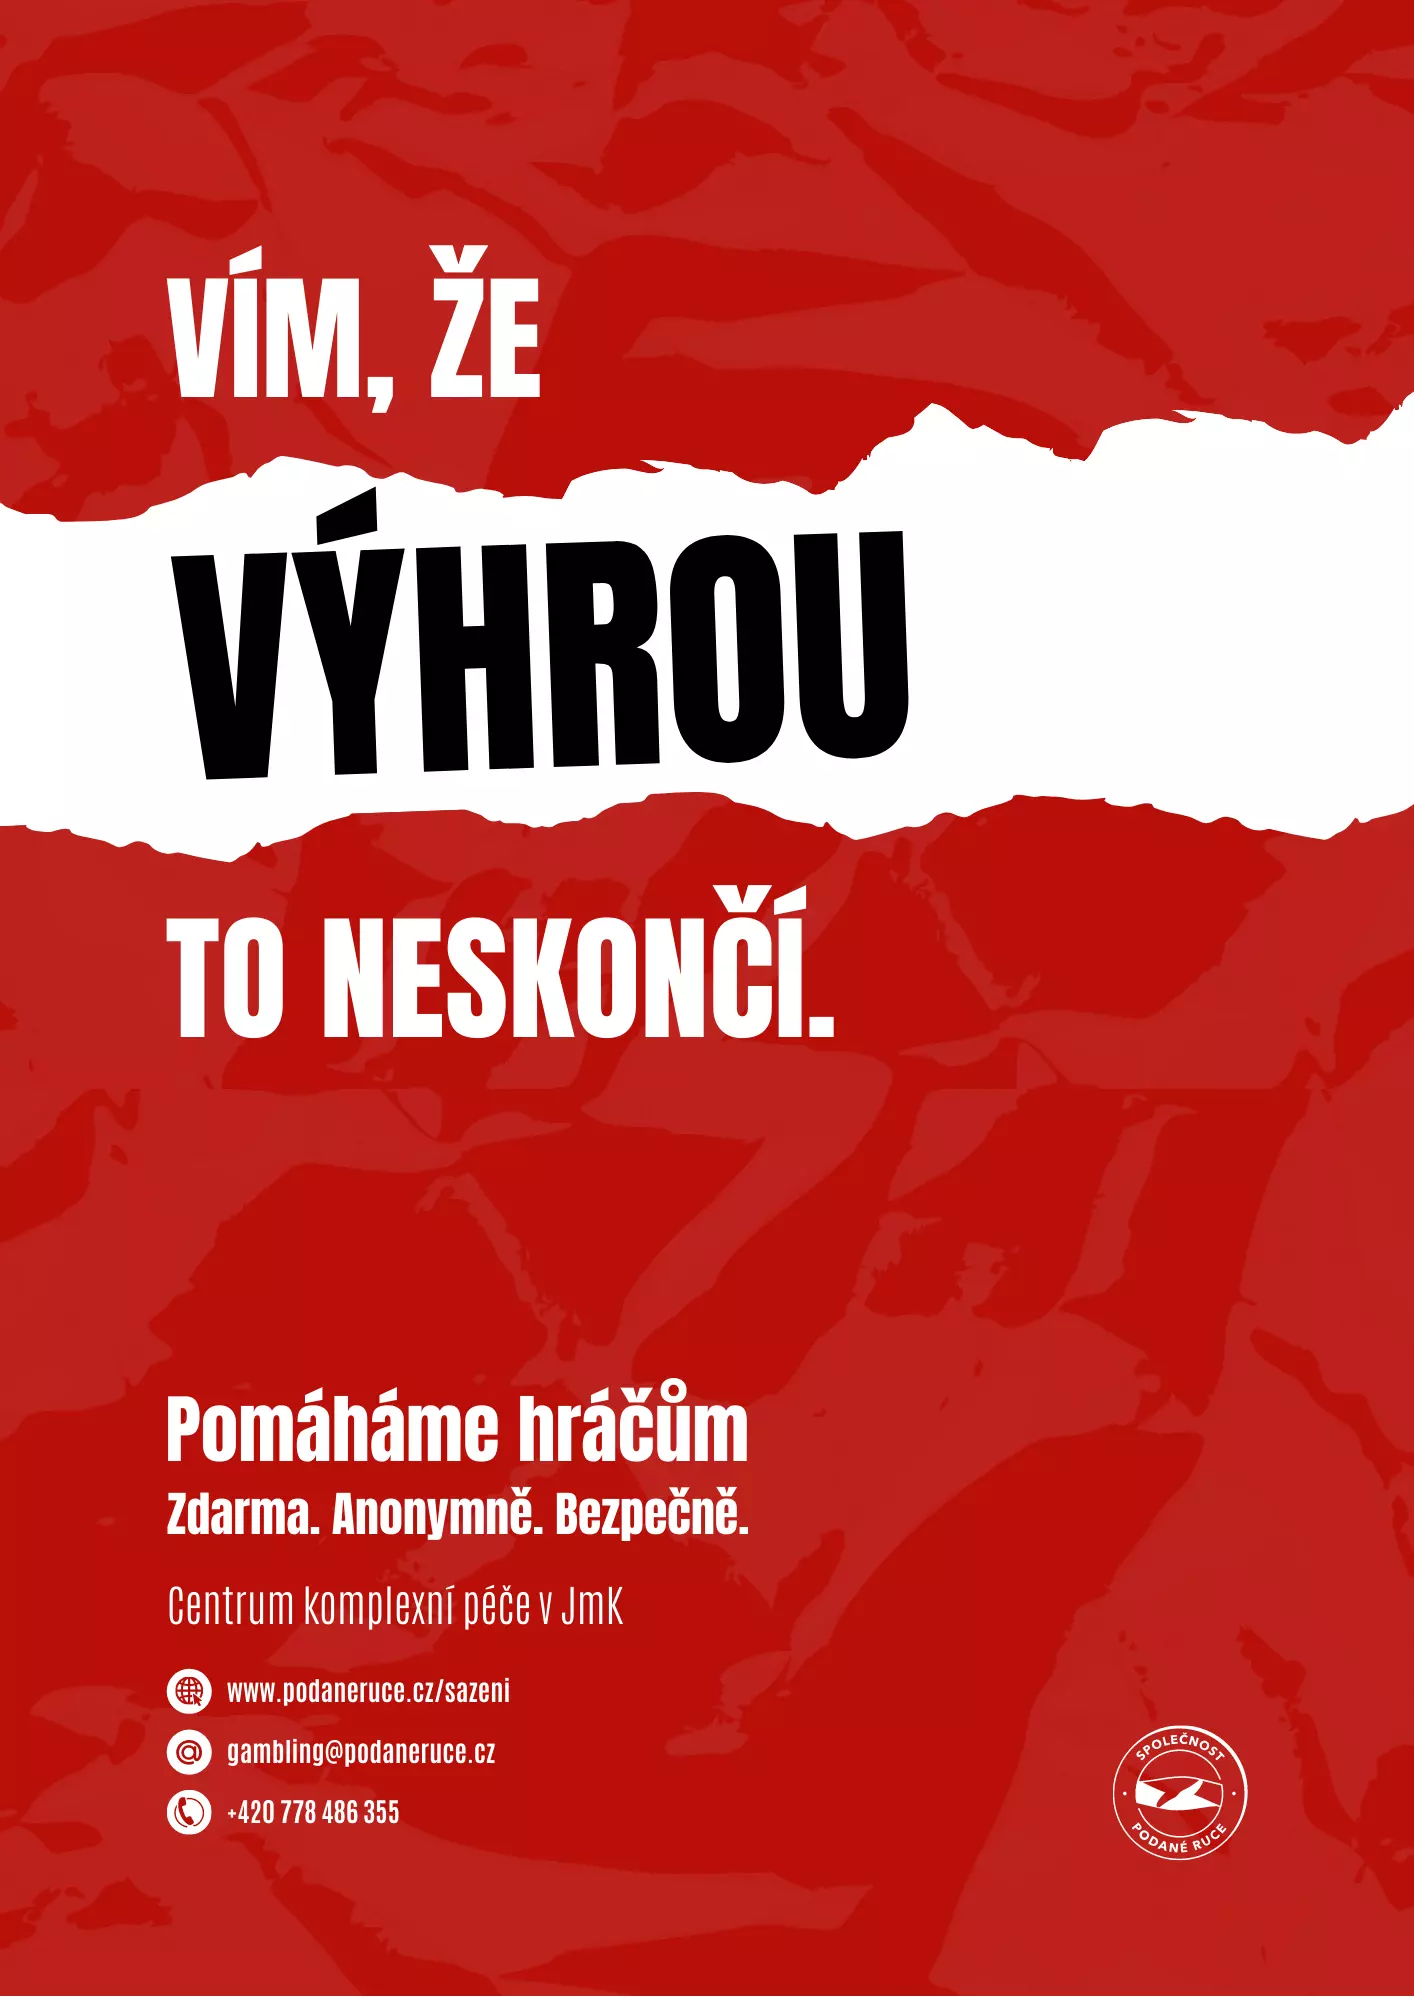 VÍM, ŽE
VÝHROU
TO NESKONČÍ.
Pomáháme hráčům
Zdarma. Anonymně. Bezpečně.
Centrum komplexní péče v JmK
www.podaneruce.cz/sazeni
gambling@podaneruce.cz
+420 778 486 355
SPOLEČNOST
PODANÉ RUCE